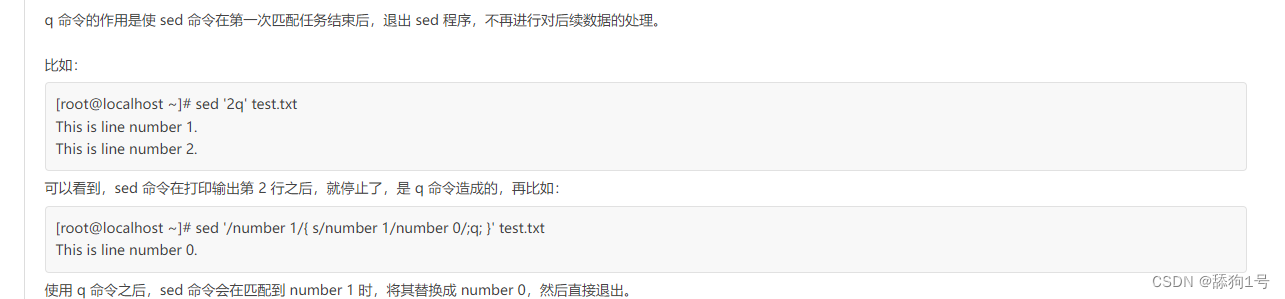 q 命令的作用是使 sed 命令在第一次匹配任务结束后，退出 sed 程序，不再进行对后续数据的处理。
比如：
[root@localhost ~]# sed '2q' test.txt
This is line number 1.
This is line number 2.
可以看到，sed 命令在打印输出第 2 行之后，就停止了，是 q 命令造成的，再比如：
[root@localhost ~]# sed '/number 1/{ s/number 1/number 0/;q; }' test.txt
This is line number 0.
使用 q 命令之后，sed 命令会在匹配到 number 1 时，将其替换成 number 0，然后直接退出。
CSDN @舔狗1号